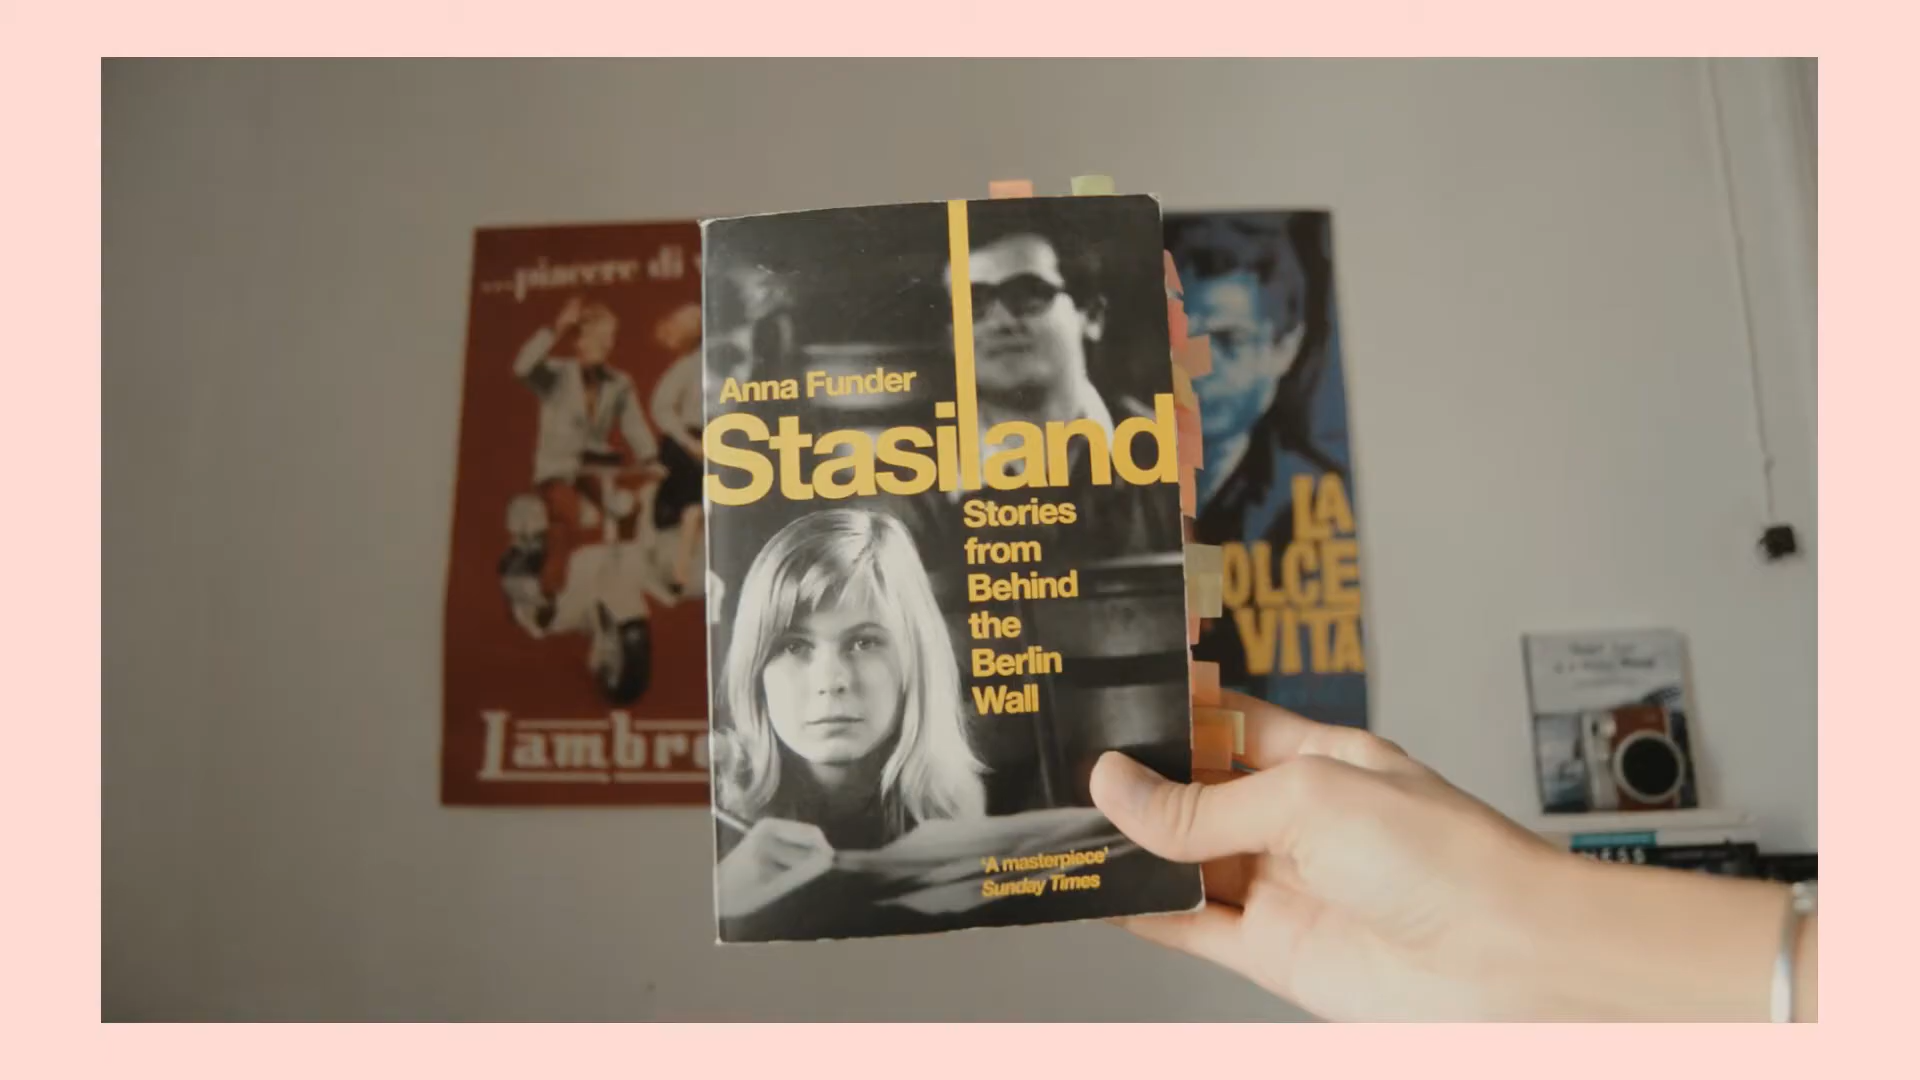 ...piacere di
Lambre
Anna Funder
Stasiland
Stories
from
Behind
the
Berlin
Wall
'A masterpiece'
Sunday Times
LA
OLCE
VITA